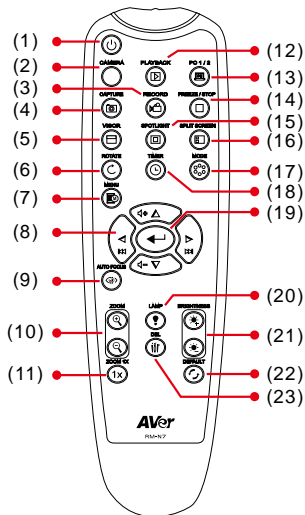 (1)
(2)
(3)
(4)
(5)
(6)
(7)
(8)
(9)
(10)
(11)
CAMERA
PLAYBACK
PC 1 / 2
CAPTURE
RECORD
FREEZE / STOP
VISOR
SPOTLIGHT
SPLIT SCREEN
ROTATE
TIMER
MODE
MENU
AUTO FOCUS
ZOOM
LAMP
BRIGHTNESS
ZOOM 1X
DEL
DEFAULT
1x
AVer
RM-N7
(12)
(13)
(14)
(15)
(16)
(17)
(18)
(19)
(20)
(21)
(22)
(23)